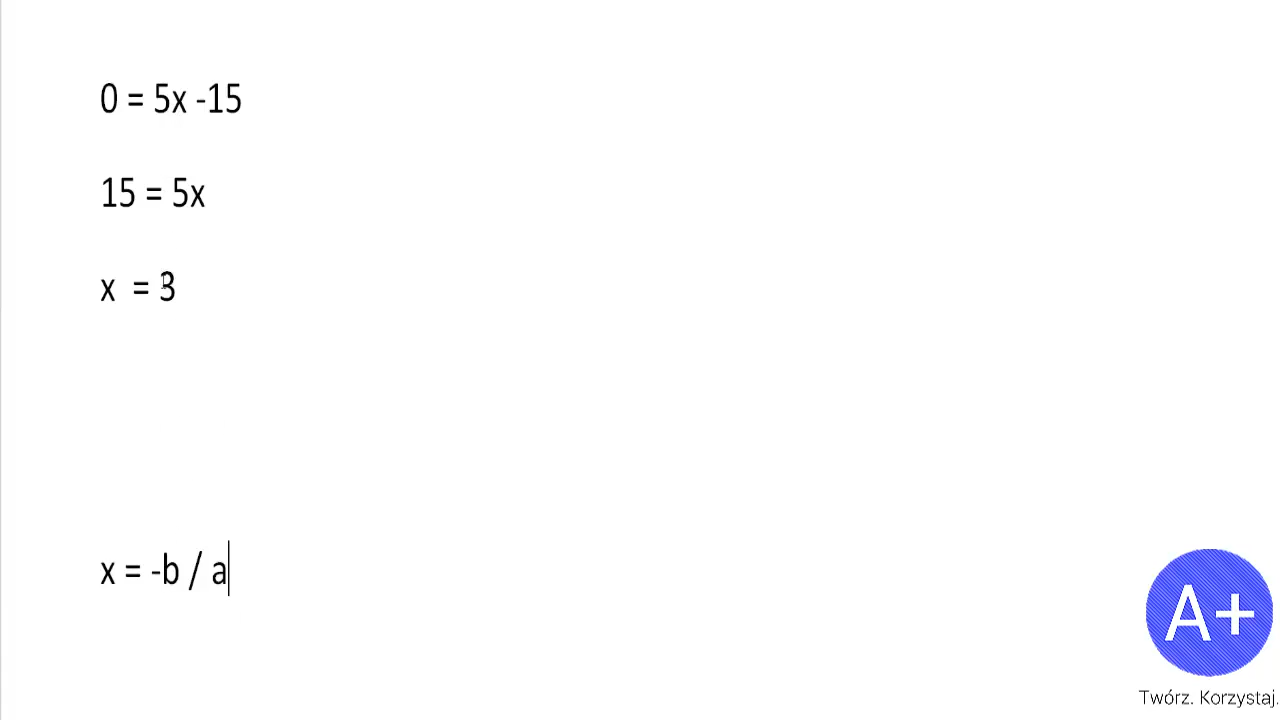 0 = 5x -15
15 = 5x
x = 3
x = -b / a
A+
Twórz. Korzystaj.